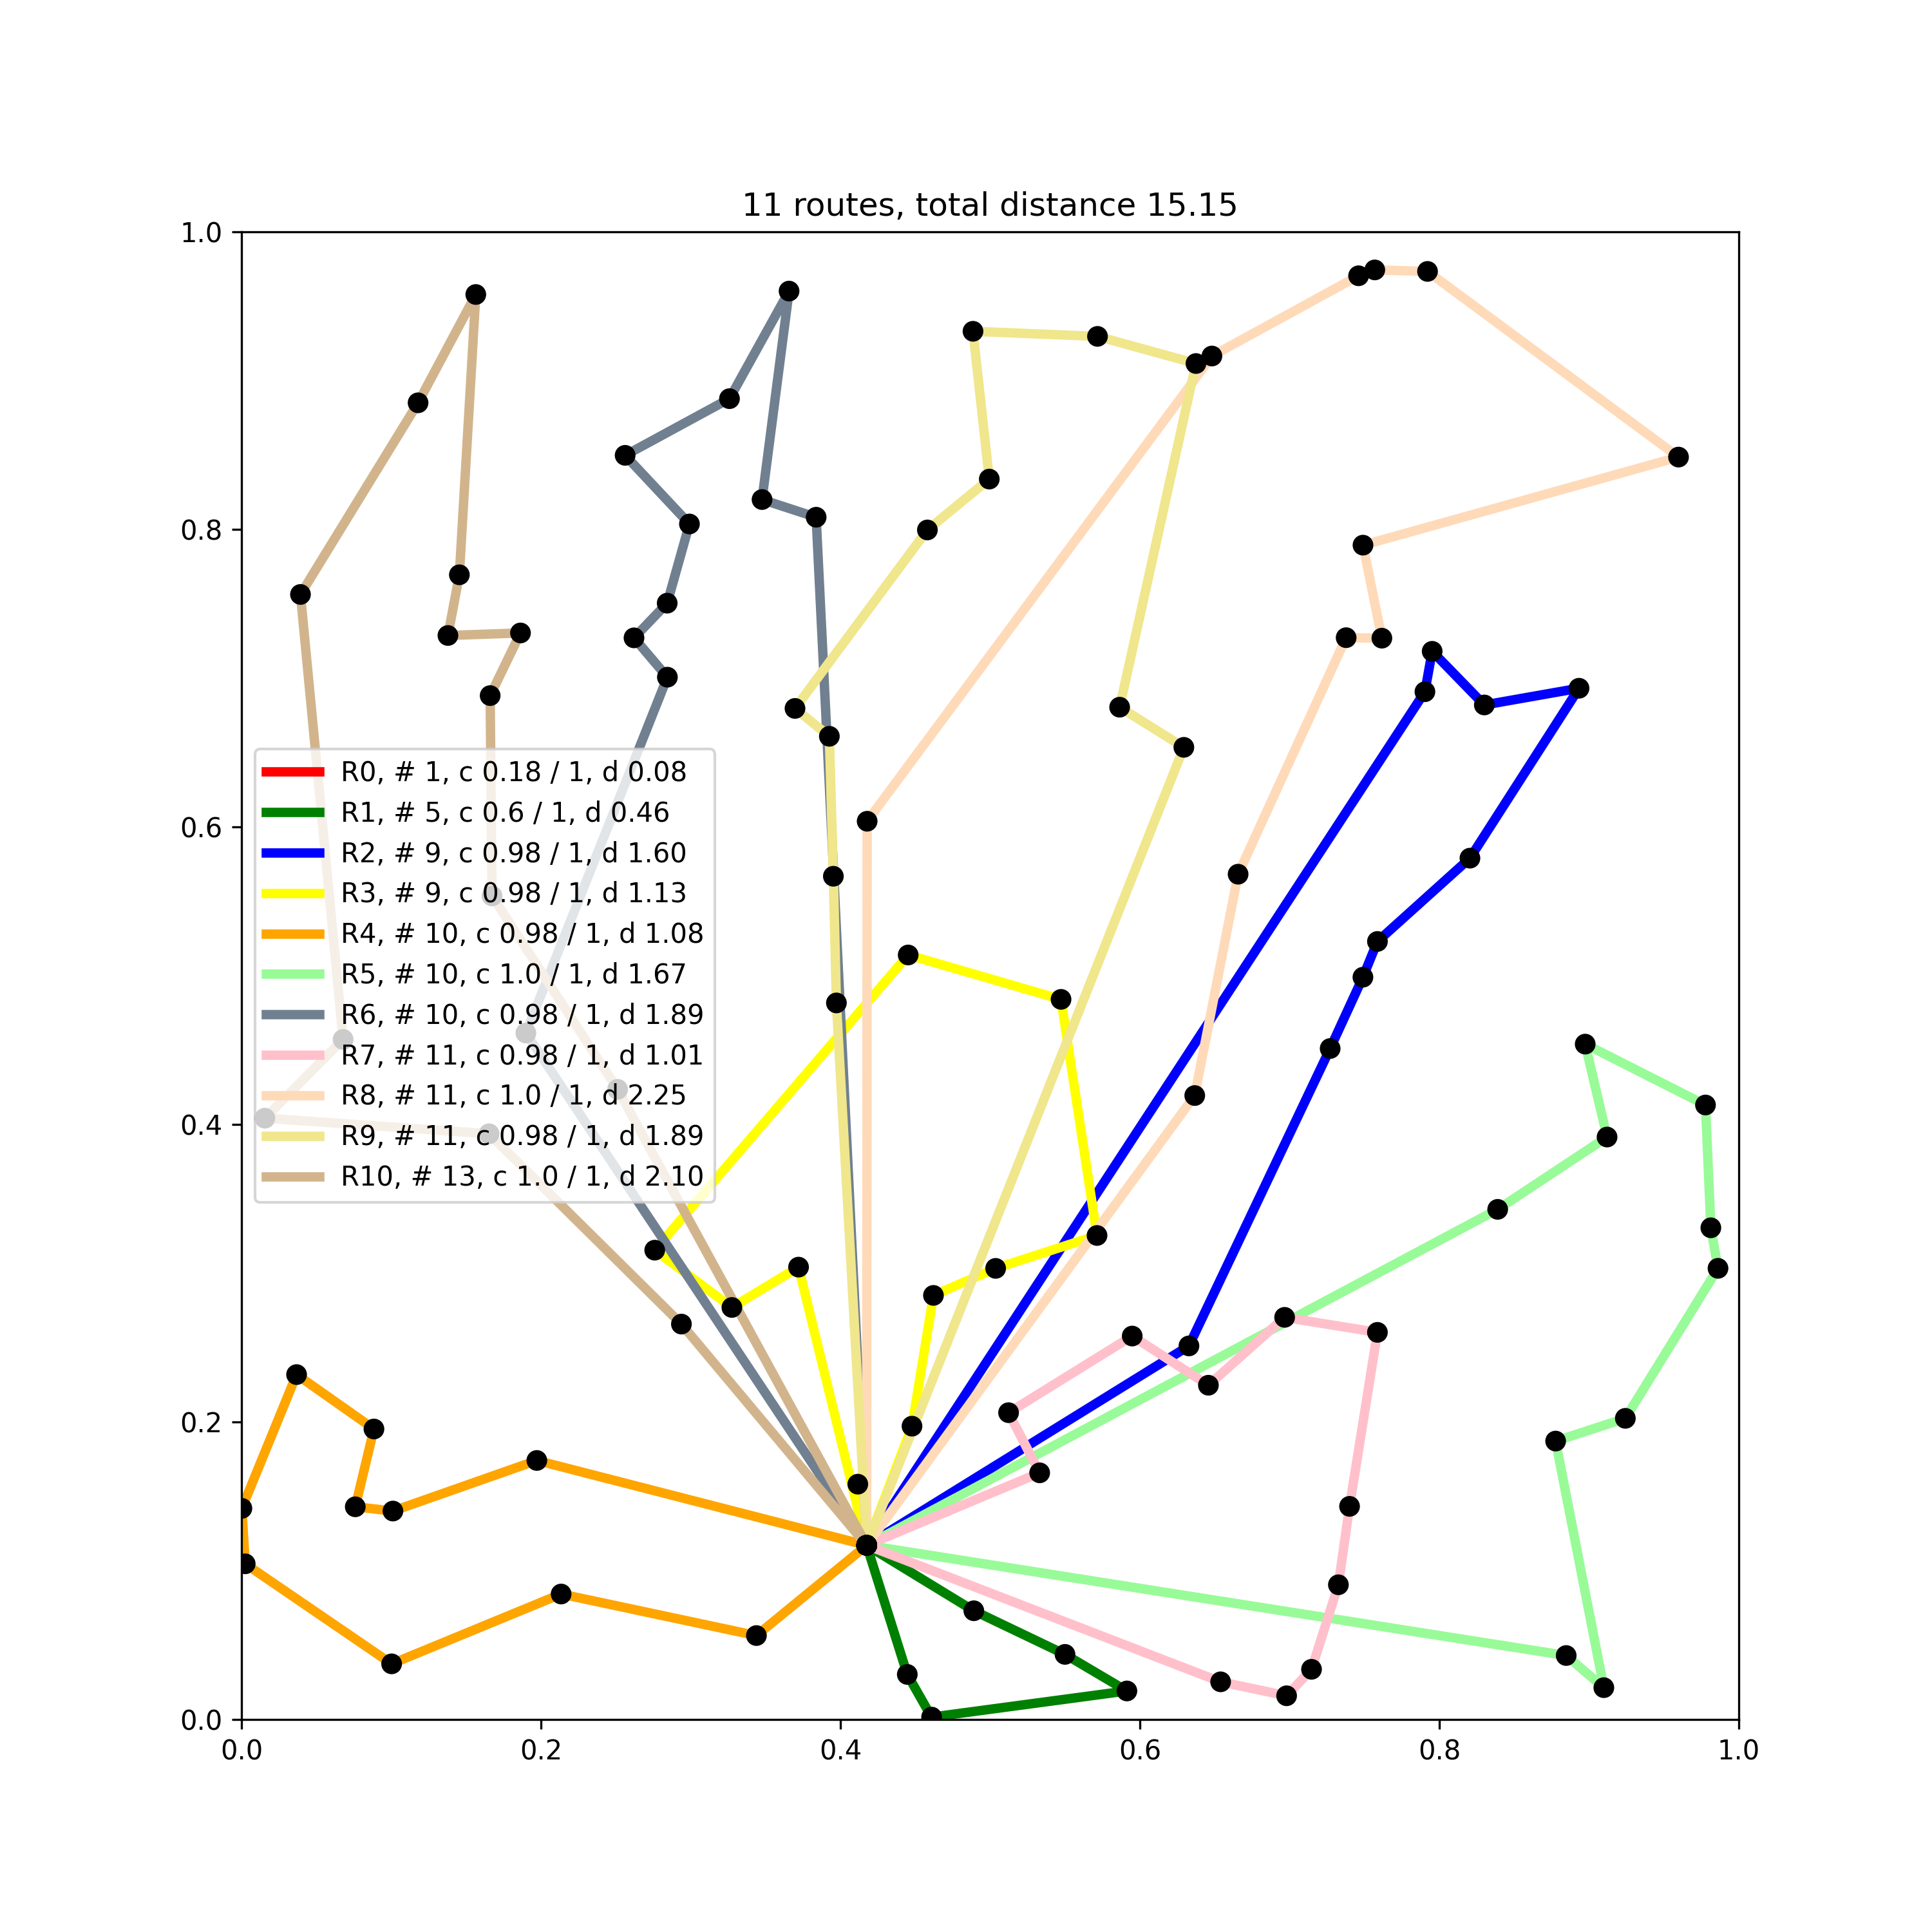 11 routes, total distance 15.15
1.0
0.8
0.6
0.4
0.2
0.0
R0, # 1, c 0.18 / 1, d 0.08
R1, # 5, c 0.6 / 1, d 0.46
R2, # 9, c 0.98 / 1, d 1.60
R3, # 9, c 0.98 / 1, d 1.13
R4, # 10, c 0.98 / 1, d 1.08
R5, # 10, c 1.0 / 1, d 1.67
R6, # 10, c 0.98 / 1, d 1.89
R7, # 11, c 0.98 / 1, d 1.01
R8, # 11, c 1.0 / 1, d 2.25
R9, # 11, c 0.98 / 1, d 1.89
R10, # 13, c 1.0 / 1, d 2.10
0.0 0.2 0.4 0.6 0.8 1.0